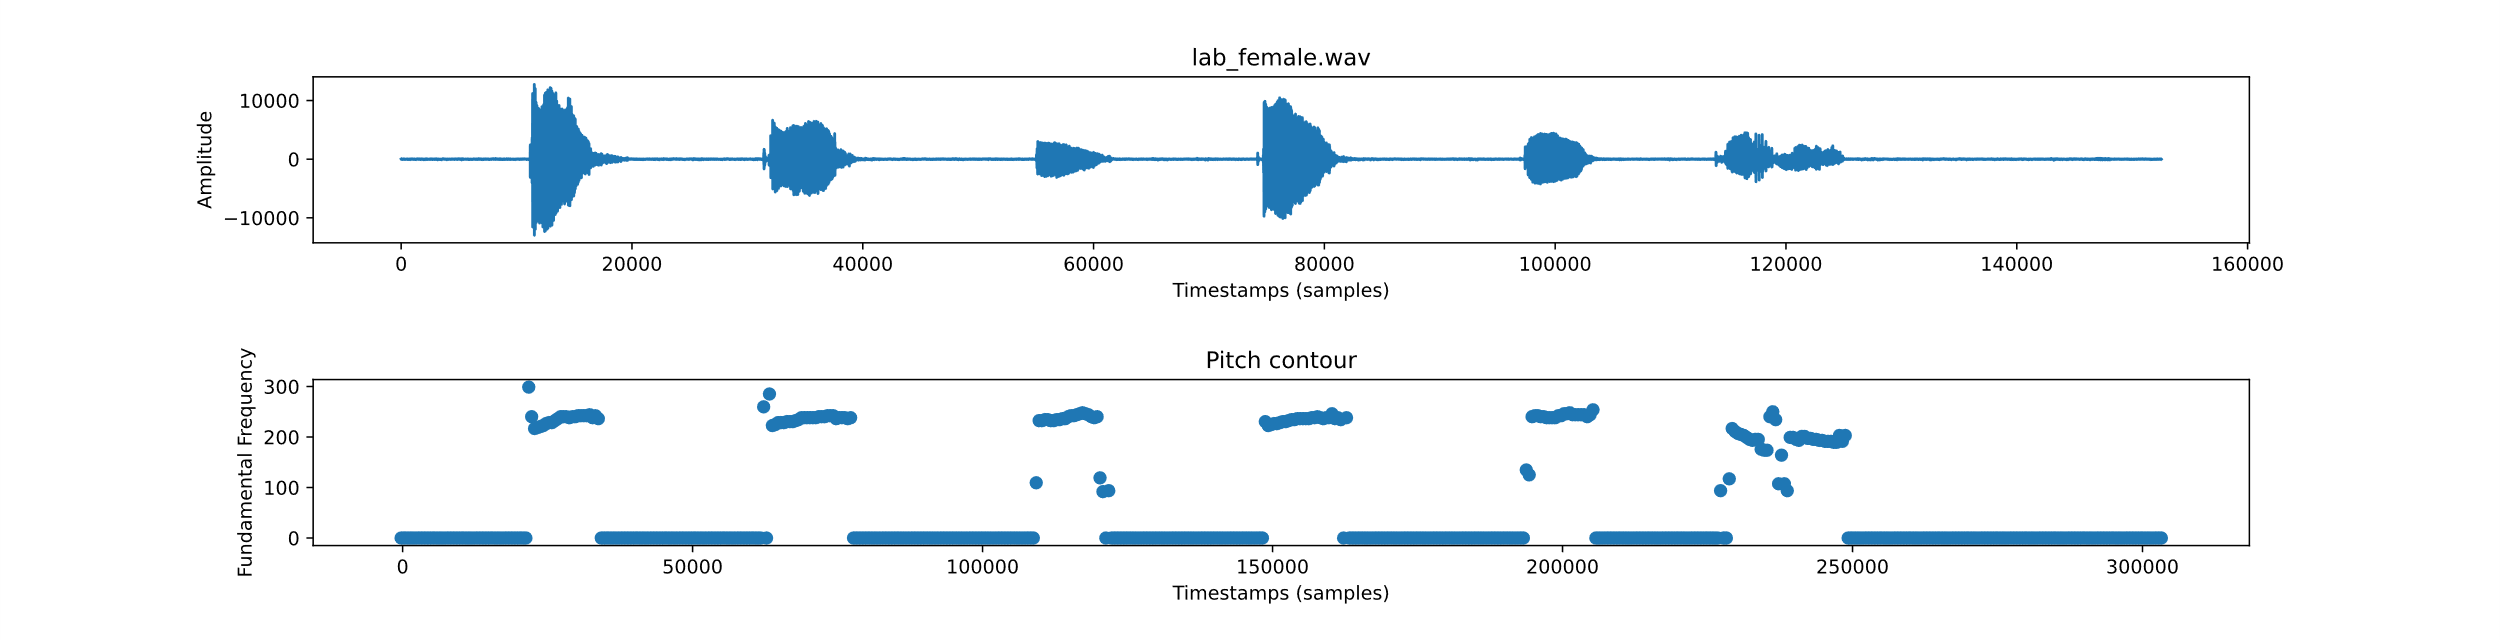 lab_female.wav
Amplitude
10000
0
−10000
0 20000 40000 60000 80000 100000 120000 140000 160000
Timestamps (samples)
Pitch contour
Fundamental Frequency
300
200
100
0
0 50000 100000 150000 200000 250000 300000
Timestamps (samples)